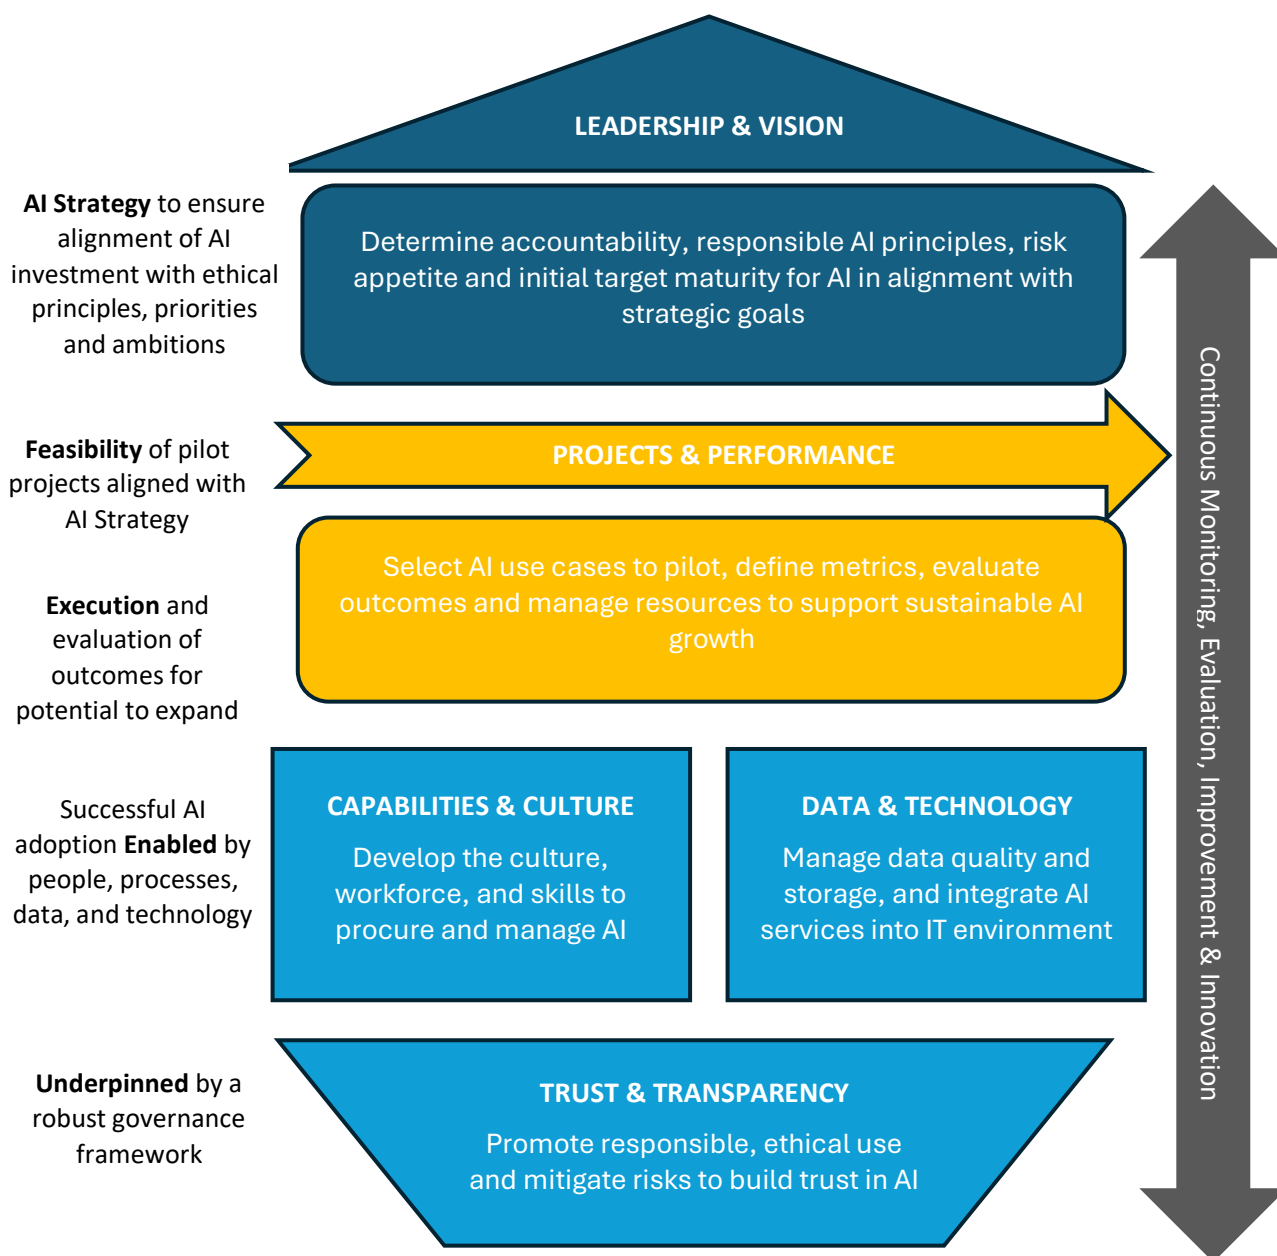 LEADERSHIP & VISION
AI Strategy to ensure
alignment of AI
investment with ethical
principles, priorities
and ambitions
Determine accountability, responsible AI principles, risk
appetite and initial target maturity for AI in alignment with
strategic goals
Feasibility of pilot
projects aligned with
AI Strategy
PROJECTS & PERFORMANCE
Execution and
evaluation of
outcomes for
potential to expand
Select AI use cases to pilot, define metrics, evaluate
outcomes and manage resources to support sustainable AI
growth
Successful AI
adoption Enabled by
people, processes,
data, and technology
CAPABILITIES & CULTURE
Develop the culture,
workforce, and skills to
procure and manage AI
DATA & TECHNOLOGY
Manage data quality and
storage, and integrate AI
services into IT environment
Underpinned by a
robust governance
framework
TRUST & TRANSPARENCY
Promote responsible, ethical use
and mitigate risks to build trust in AI
Continuous Monitoring, Evaluation, Improvement & Innovation